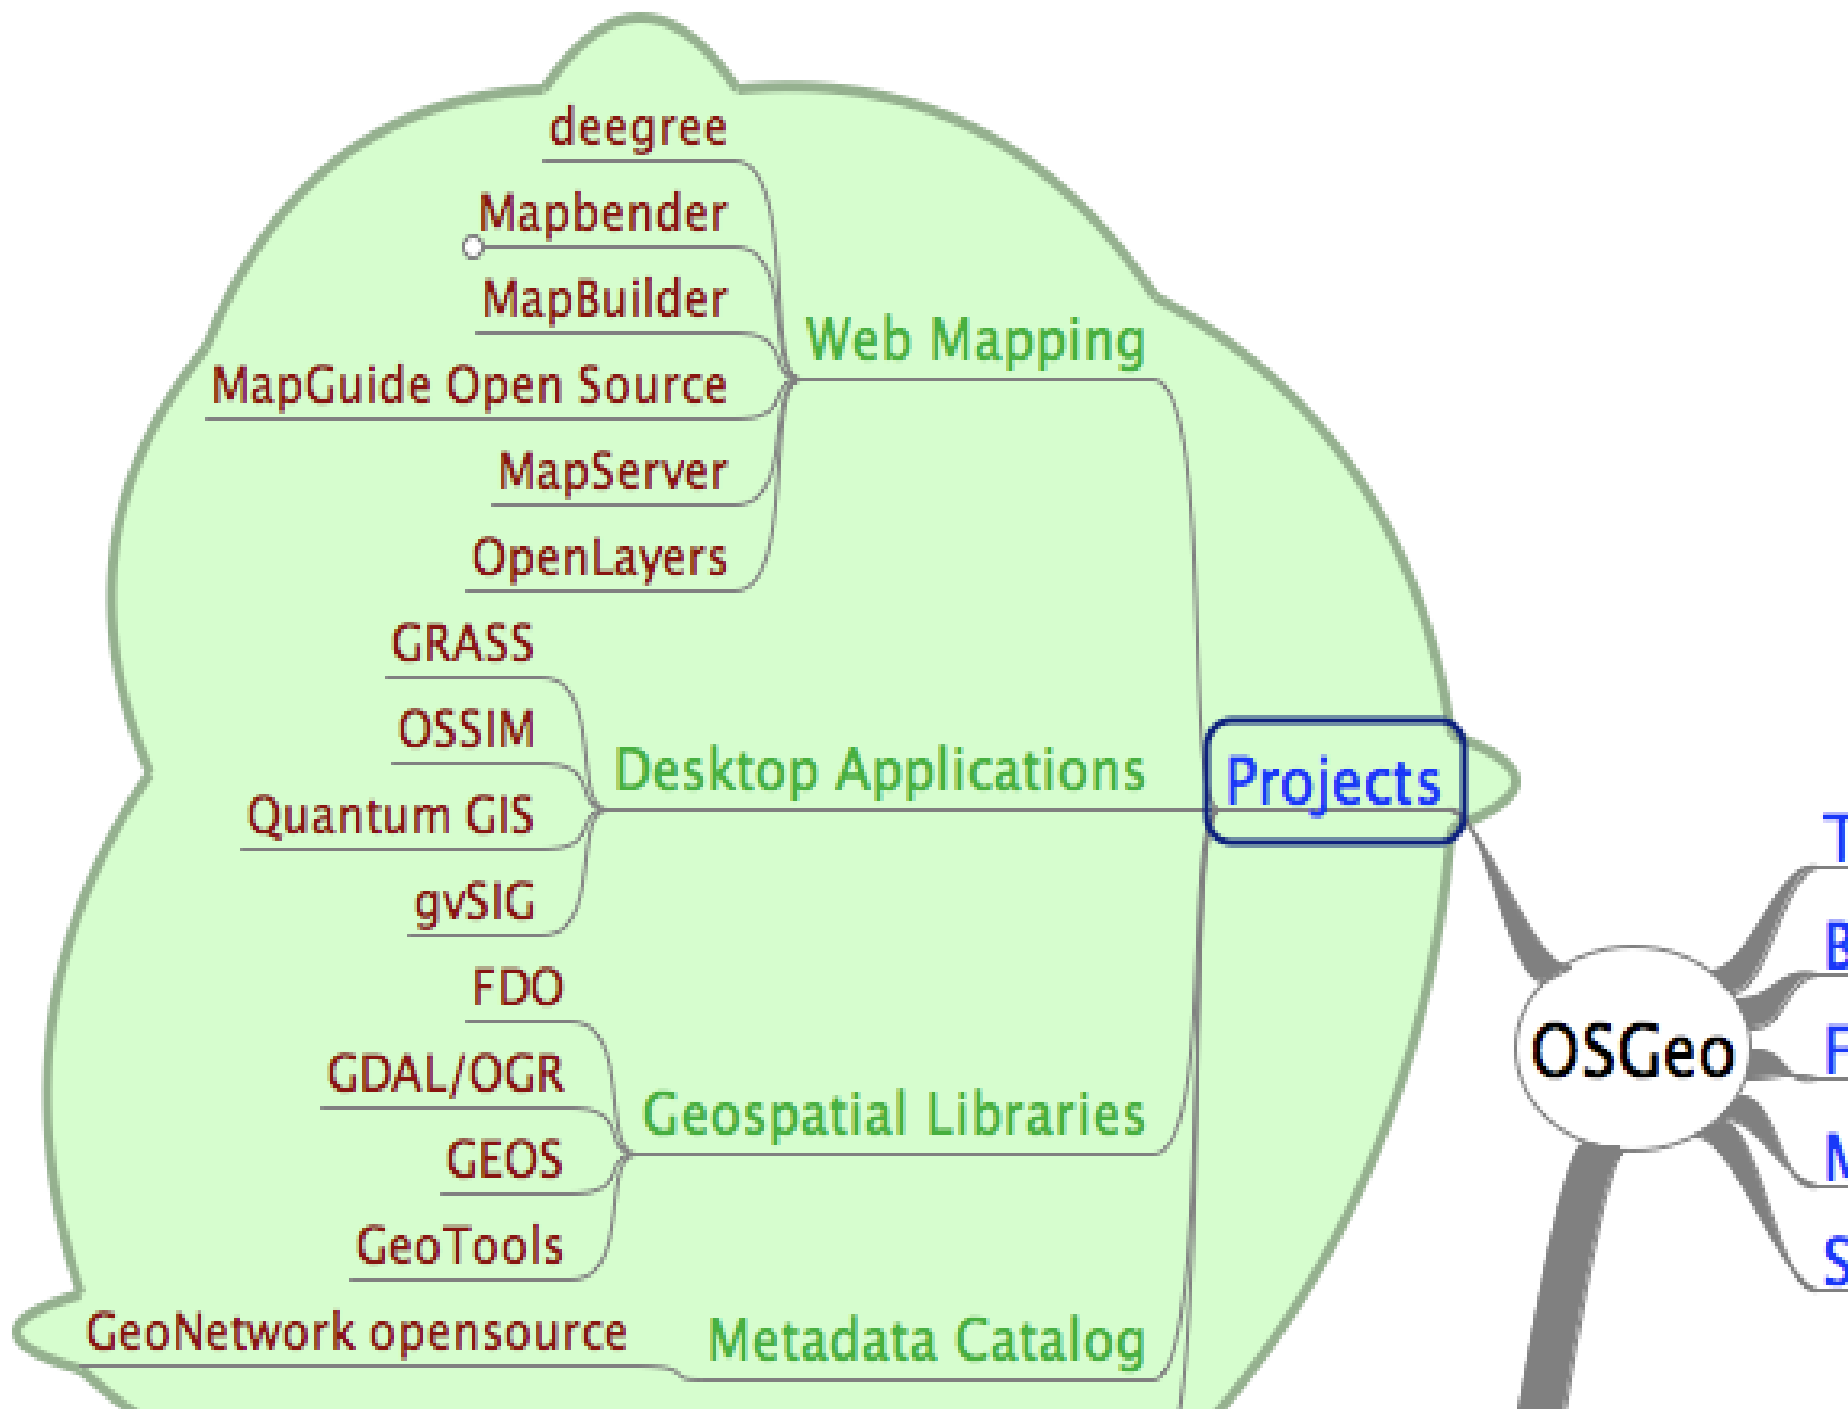 deegree
Mapbender
MapBuilder
MapGuide Open Source
MapServer
OpenLayers
Web Mapping
GRASS
OSSIM
Quantum GIS
gvSIG
Desktop Applications
FDO
GDAL/OGR
GEOS
GeoTools
Geospatial Libraries
GeoNetwork opensource
Metadata Catalog
Projects
OSGeo